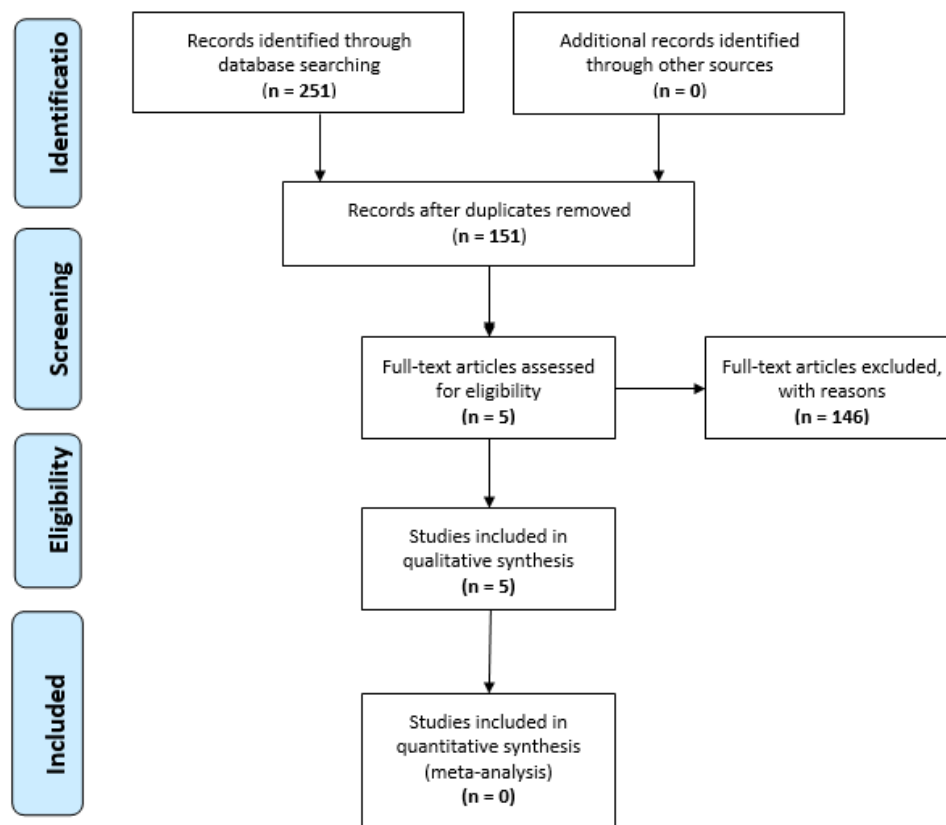 Identificatio
Records identified through
database searching
(n = 251)
Additional records identified
through other sources
(n = 0)
Records after duplicates removed
(n = 151)
Screening
Full-text articles assessed
for eligibility
(n = 5)
Full-text articles excluded,
with reasons
(n = 146)
Eligibility
Studies included in
qualitative synthesis
(n = 5)
Included
Studies included in
quantitative synthesis
(meta-analysis)
(n = 0)